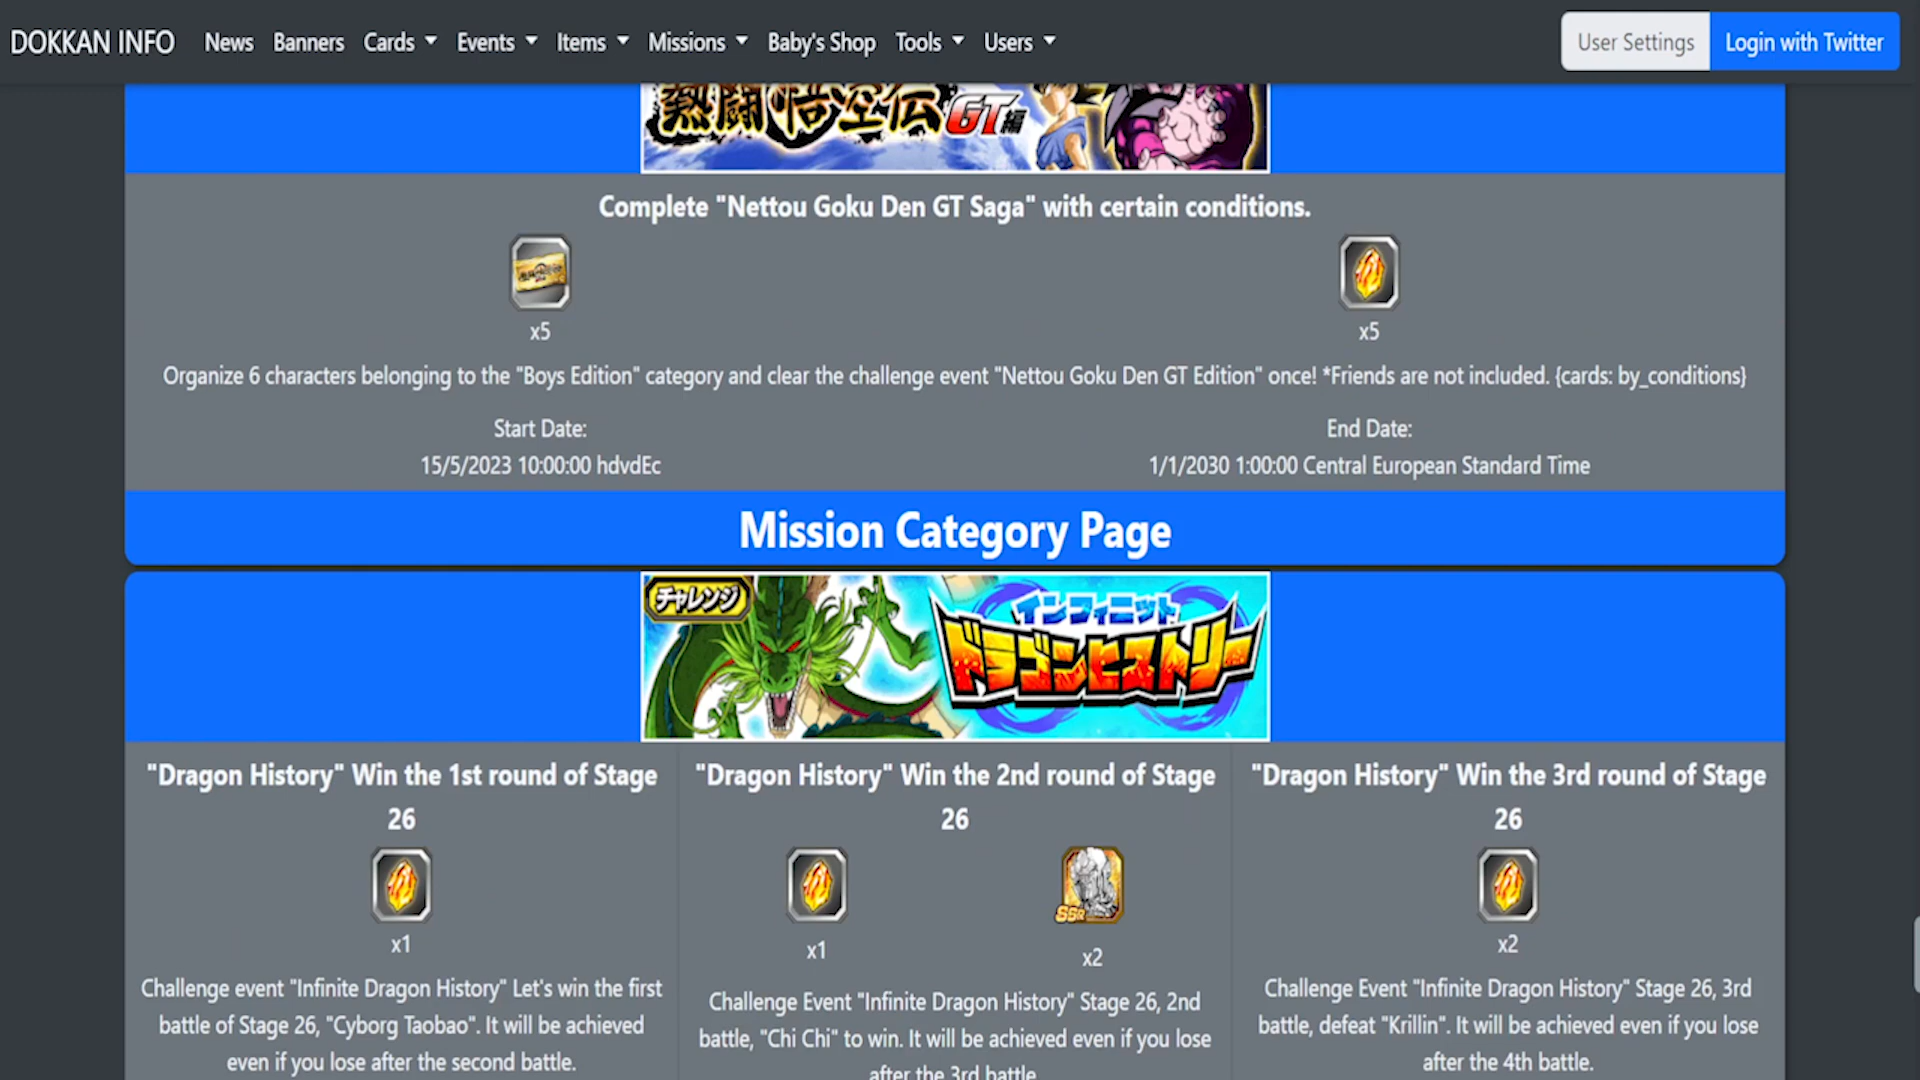 DOKKAN INFO News Banners Cards Events Items Missions Baby's Shop Tools Users User Settings Login with Twitter
熱闘悟空伝GT編
Complete "Nettou Goku Den GT Saga" with certain conditions.
x5 x5
Organize 6 characters belonging to the "Boys Edition" category and clear the challenge event "Nettou Goku Den GT Edition" once! *Friends are not included. {cards: by_conditions}
Start Date: End Date:
15/5/2023 10:00:00 hdvdEc 1/1/2030 1:00:00 Central European Standard Time
Mission Category Page
チャレンジ
インフィニット
ドラゴンヒストリー
"Dragon History" Win the 1st round of Stage
26
x1
Challenge event "Infinite Dragon History" Let's win the first
battle of Stage 26, "Cyborg Taobao". It will be achieved
even if you lose after the second battle.
"Dragon History" Win the 2nd round of Stage
26
SSR
x1 x2
Challenge Event "Infinite Dragon History" Stage 26, 2nd
battle, "Chi Chi" to win. It will be achieved even if you lose
after the 3rd battle.
"Dragon History" Win the 3rd round of Stage
26
x2
Challenge Event "Infinite Dragon History" Stage 26, 3rd
battle, defeat "Krillin". It will be achieved even if you lose
after the 4th battle.